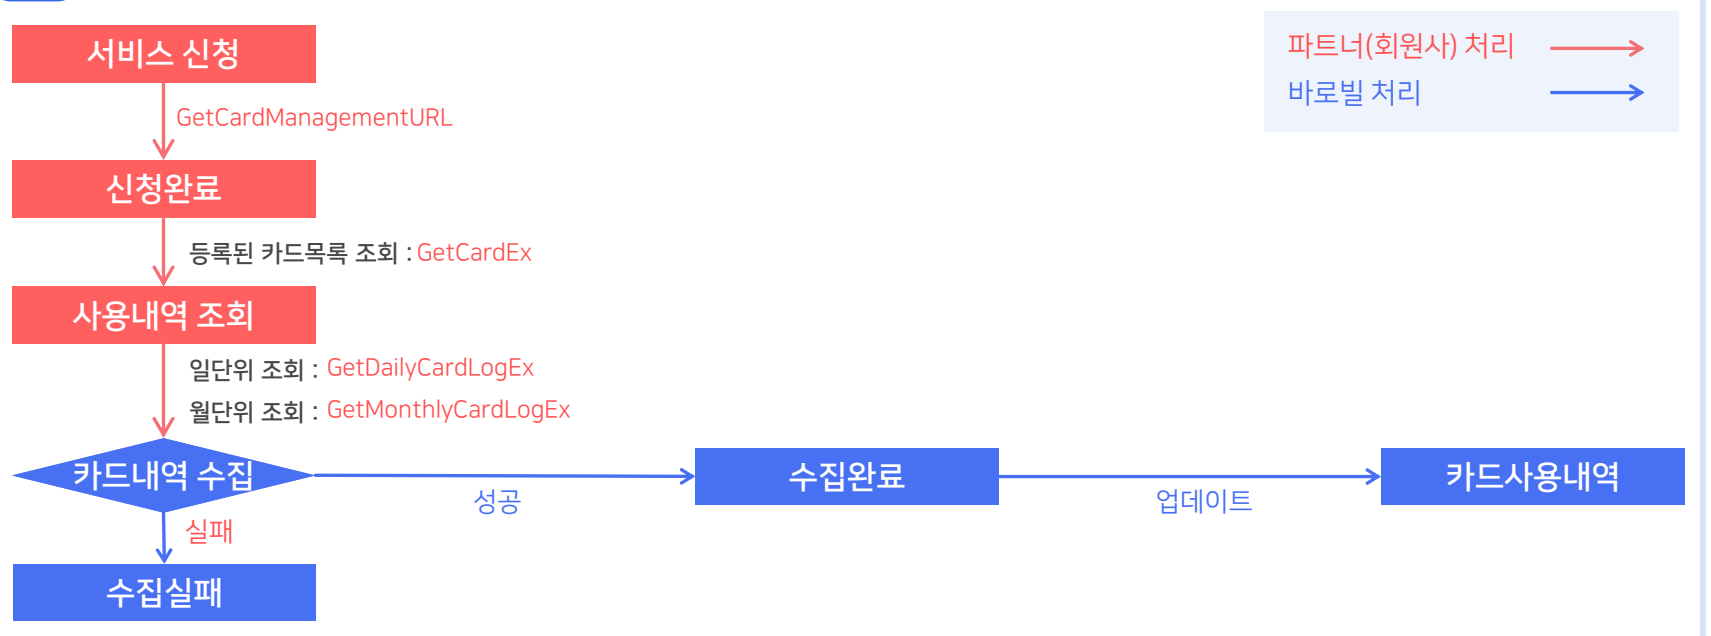 서비스 신청
파트너(회원사) 처리
바로빌 처리
GetCardManagementURL
신청완료
등록된 카드목록 조회 : GetCardEx
사용내역 조회
일단위 조회 : GetDailyCardLogEx
월단위 조회 : GetMonthlyCardLogEx
카드내역 수집
성공
수집완료
업데이트
카드사용내역
실패
수집실패